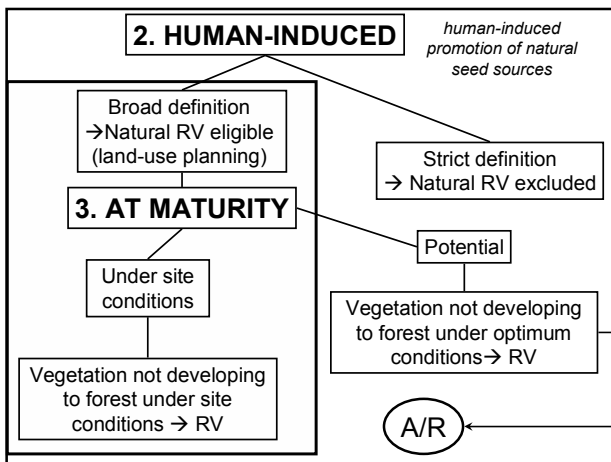 2. HUMAN-INDUCED
human-induced
promotion of natural
seed sources
Broad definition
→Natural RV eligible
(land-use planning)
Strict definition
→ Natural RV excluded
3. AT MATURITY
Potential
Under site
conditions
Vegetation not developing
to forest under optimum
conditions→ RV
Vegetation not developing
to forest under site
conditions → RV
A/R